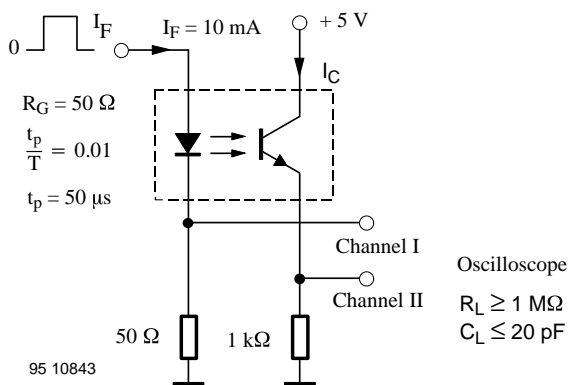 I_F
0
I_F = 10 mA
+ 5 V
I_C
R_G = 50 Ω
t_p
T
= 0.01
t_p = 50 μs
Channel I
Channel II
Oscilloscope
R_L ≥ 1 MΩ
C_L ≤ 20 pF
50 Ω
1 kΩ
95 10843